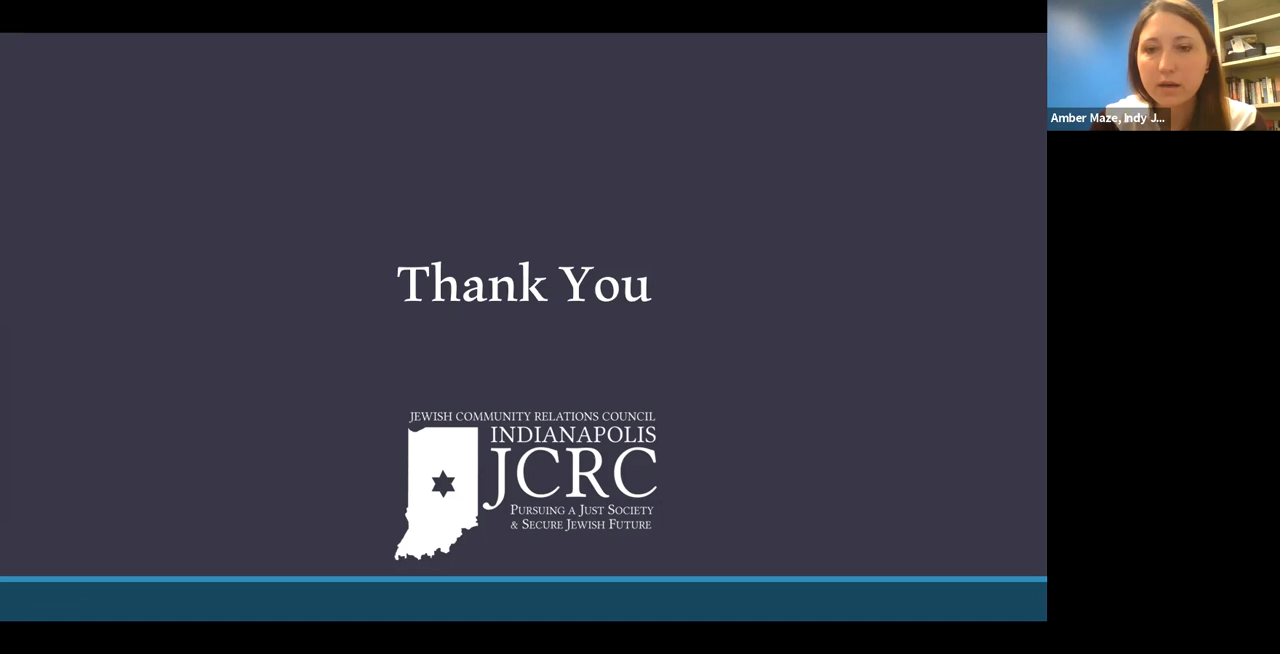 Amber Maze, Indy J...
Thank You
JEWISH COMMUNITY RELATIONS COUNCIL
INDIANAPOLIS
JCRC
PURSUING A JUST SOCIETY
& SECURE JEWISH FUTURE